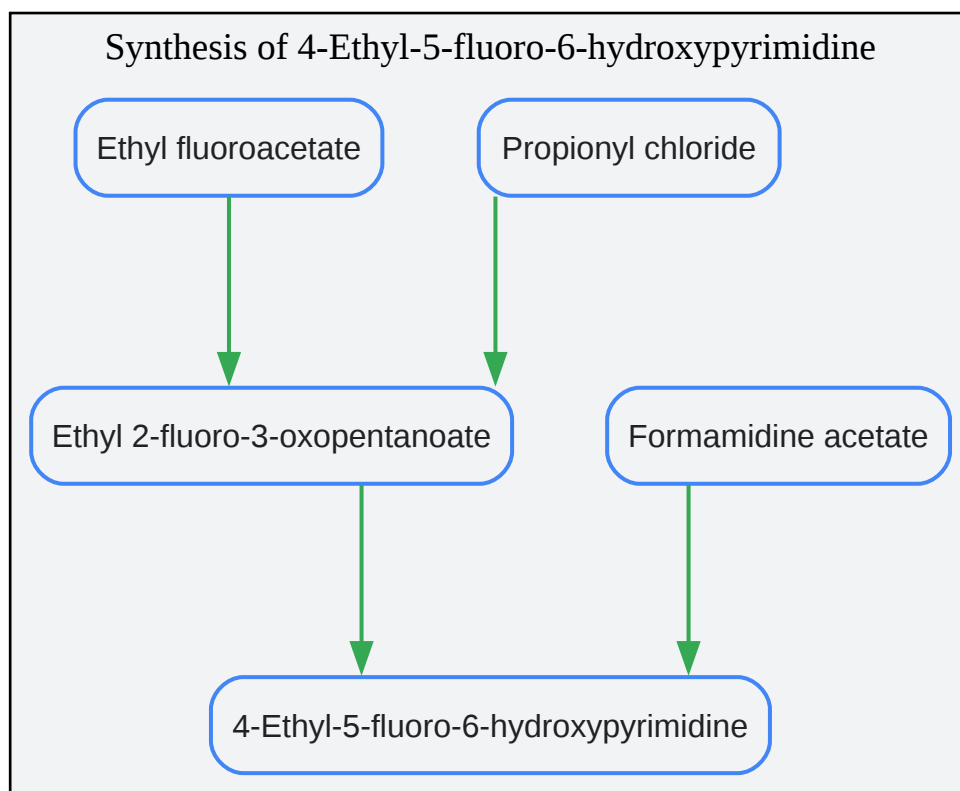 Synthesis of 4-Ethyl-5-fluoro-6-hydroxypyrimidine
Ethyl fluoroacetate
Propionyl chloride
Ethyl 2-fluoro-3-oxopentanoate
Formamidine acetate
4-Ethyl-5-fluoro-6-hydroxypyrimidine